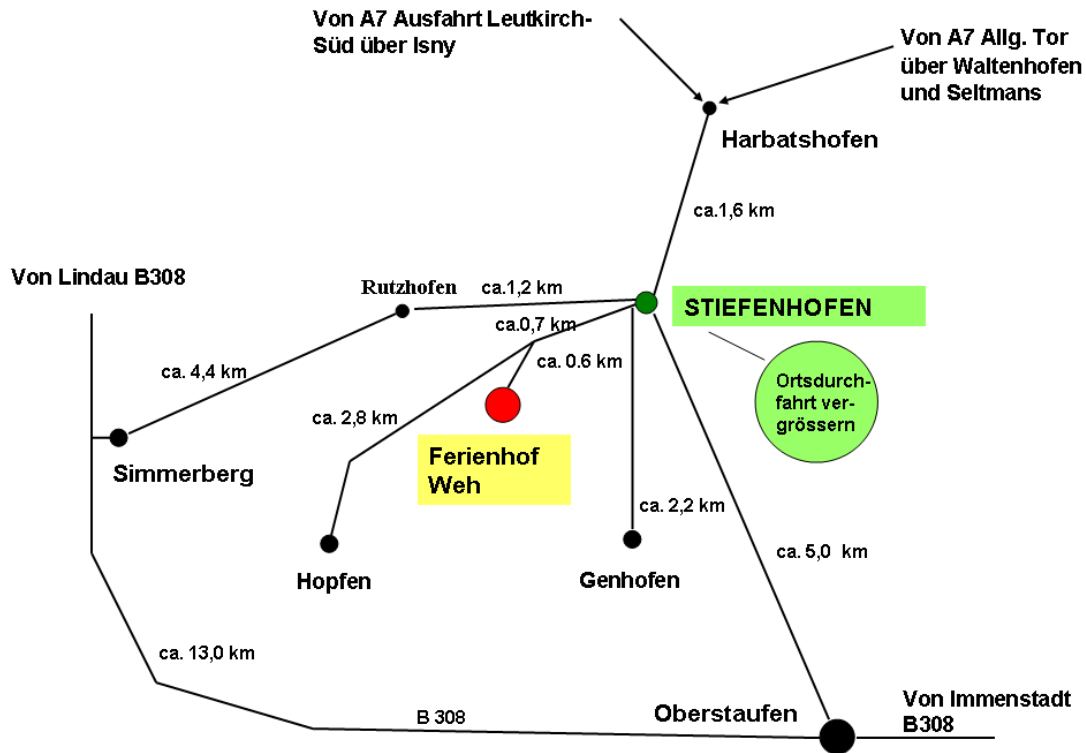 Von A7 Ausfahrt Leutkirch-
Süd über Isny
Von A7 Allg. Tor
über Waltenhofen
und Seltmans
Harbatshofen
ca.1,6 km
Von Lindau B308
Rutzhofen
ca.1,2 km
STIEFENHOFEN
ca.0,7 km
ca. 0.6 km
ca. 4,4 km
Ortsdurch-
fahrt ver-
grössern
ca. 2,8 km
Ferienhof
Weh
Simmerberg
ca. 2,2 km
ca. 5,0 km
Hopfen
Genhofen
ca. 13,0 km
B 308
Oberstaufen
Von Immenstadt
B308